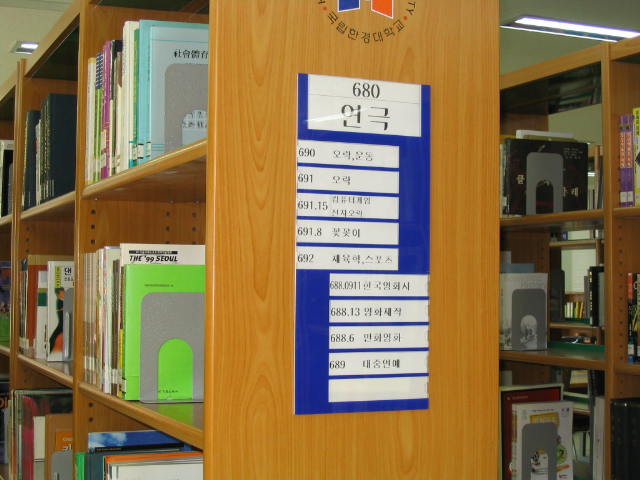 국립한경대학교
680
연극
690 오락,운동
691 오락
691.15 컴퓨터게임
전자오락
691.8 꽃꽂이
692 체육학,스포츠
688.0911 한국영화사
688.13 영화제작
688.6 만화영화
689 대중연예
社會體育
THE '99 SEOUL